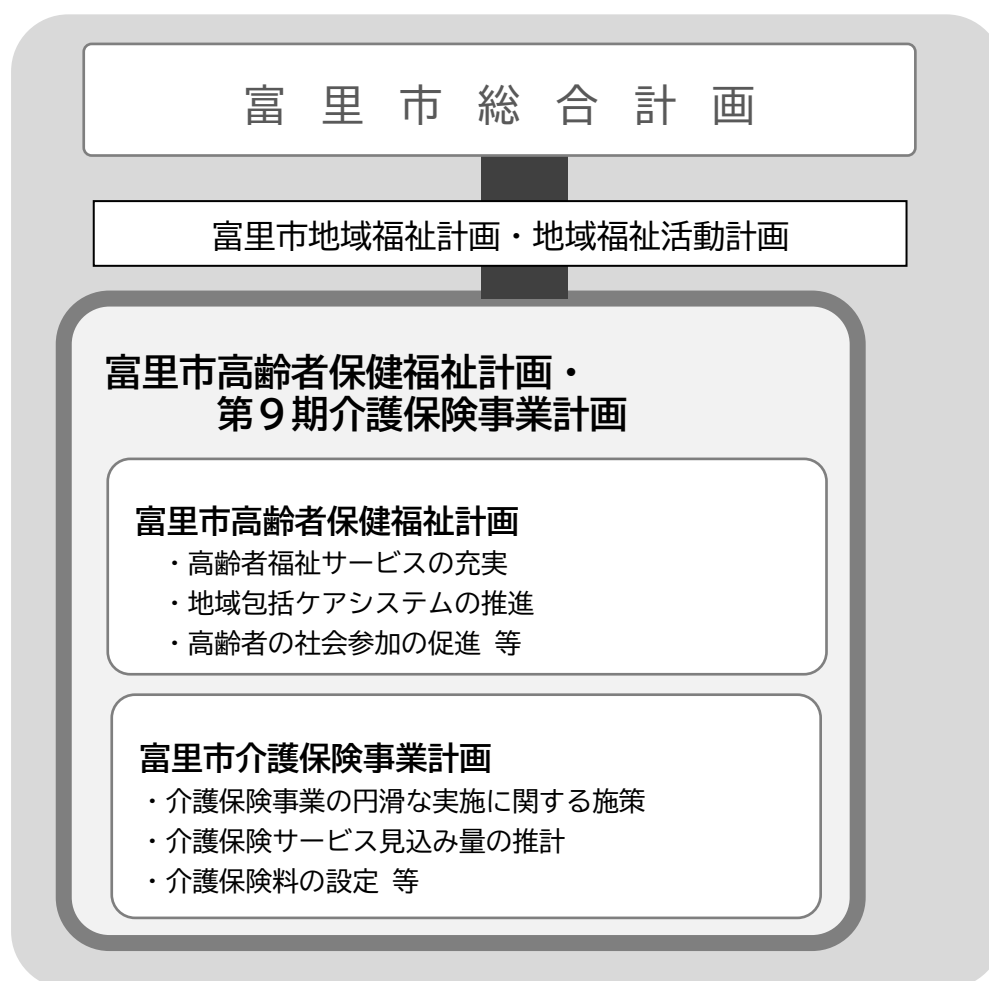 富里市総合計画
富里市地域福祉計画・地域福祉活動計画
富里市高齢者保健福祉計画・
第９期介護保険事業計画
富里市高齢者保健福祉計画
・高齢者福祉サービスの充実
・地域包括ケアシステムの推進
・高齢者の社会参加の促進 等
富里市介護保険事業計画
・介護保険事業の円滑な実施に関する施策
・介護保険サービス見込み量の推計
・介護保険料の設定 等